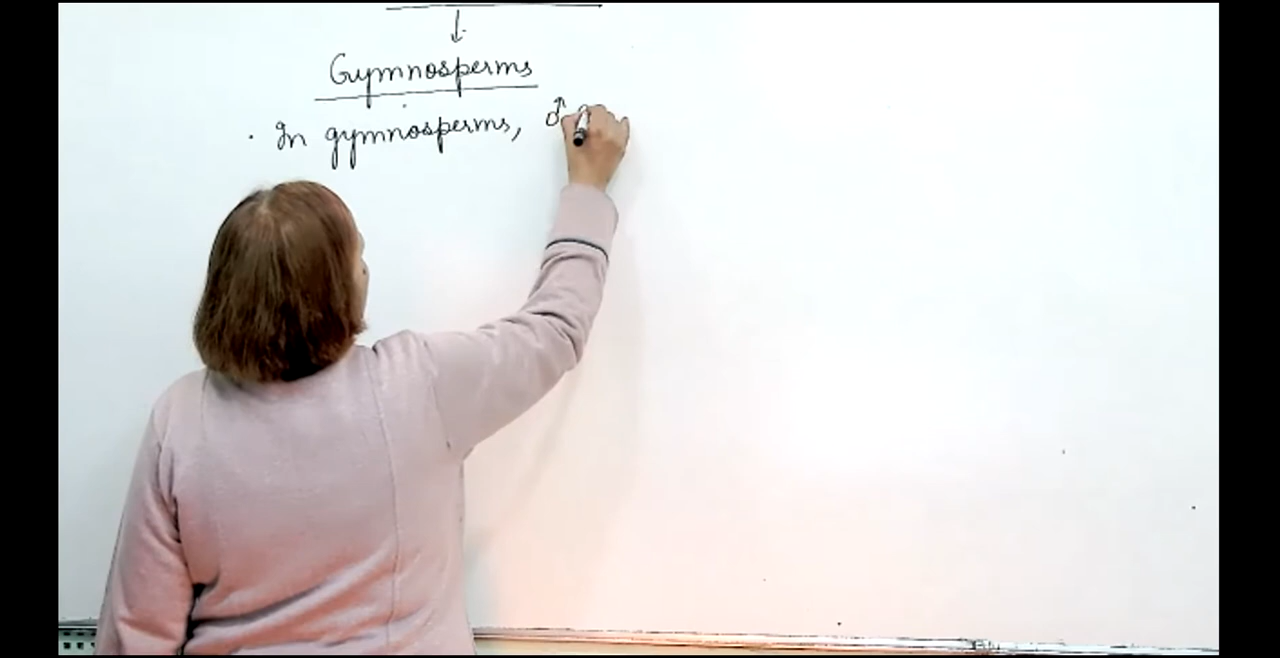 ↓
Gymnosperms
· In gymnosperms, ♂